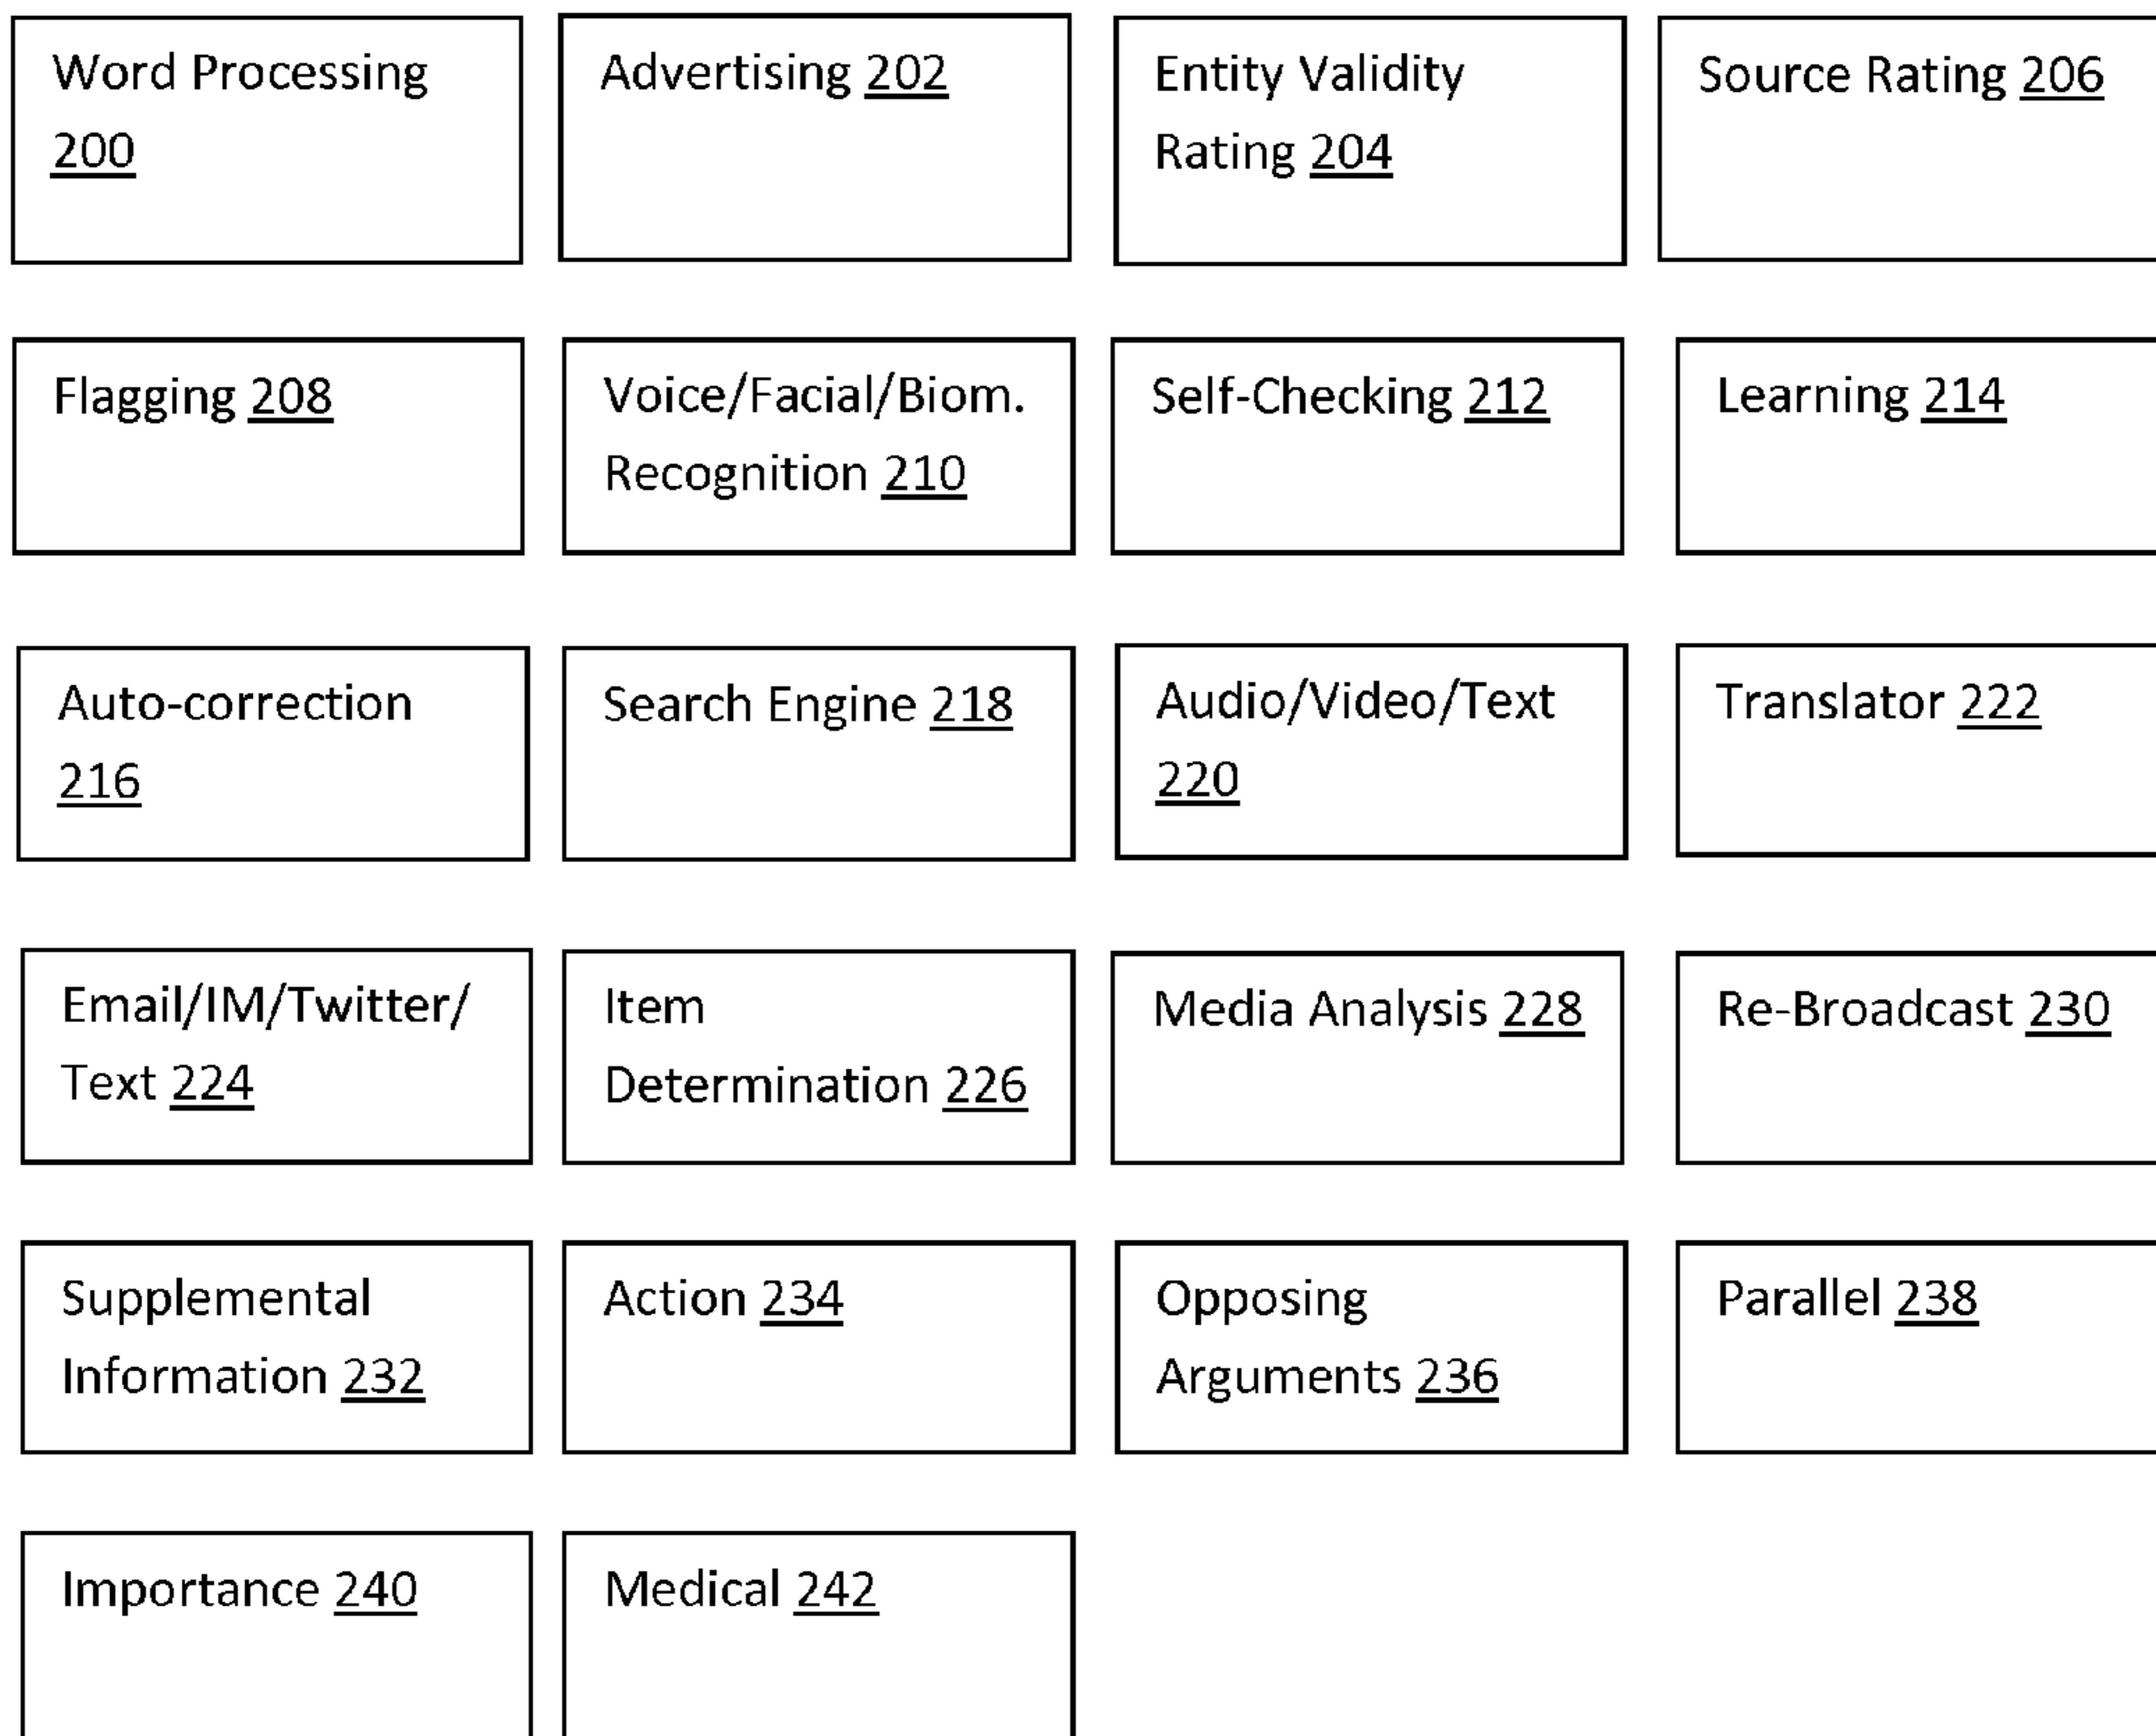 Word Processing
200
Advertising 202
Entity Validity
Rating 204
Source Rating 206
Flagging 208
Voice/Facial/Biom.
Recognition 210
Self-Checking 212
Learning 214
Auto-correction
216
Search Engine 218
Audio/Video/Text
220
Translator 222
Email/IM/Twitter/
Text 224
Item
Determination 226
Media Analysis 228
Re-Broadcast 230
Supplemental
Information 232
Action 234
Opposing
Arguments 236
Parallel 238
Importance 240
Medical 242